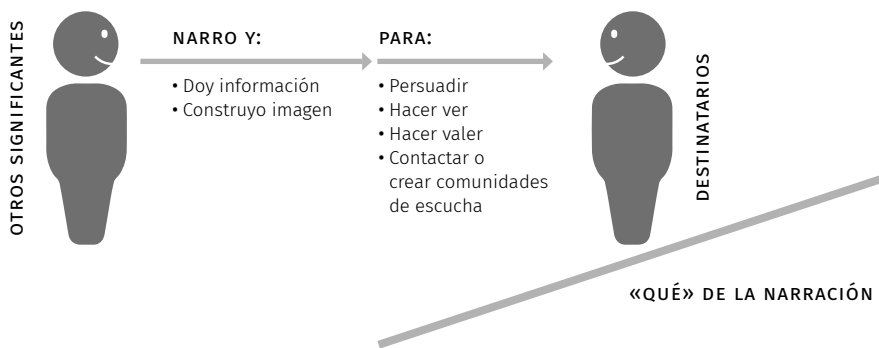 OTROS SIGNIFICANTES
NARRO Y:
• Doy información
• Construyo imagen
PARA:
• Persuadir
• Hacer ver
• Hacer valer
• Contactar o
crear comunidades
de escucha
DESTINATARIOS
«QUÉ» DE LA NARRACIÓN